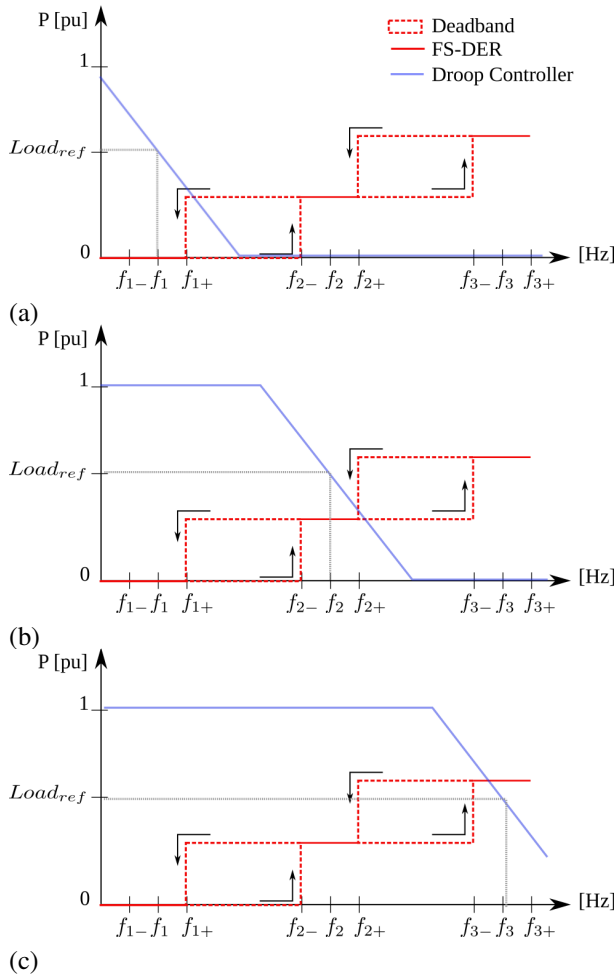 P [pu]
Deadband
FS-DER
Droop Controller
1
Load_ref
0
[Hz]
f1− f1 f1+ f2− f2 f2+ f3− f3 f3+
(a)
P [pu]
1
Load_ref
0
[Hz]
f1− f1 f1+ f2− f2 f2+ f3− f3 f3+
(b)
P [pu]
1
Load_ref
0
[Hz]
f1− f1 f1+ f2− f2 f2+ f3− f3 f3+
(c)